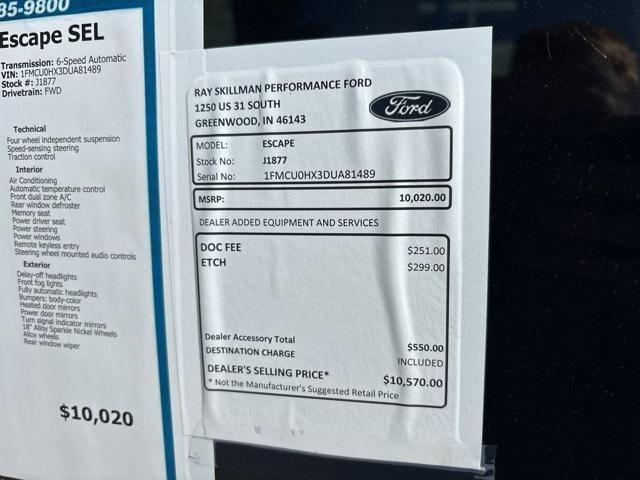 85-9800
Escape SEL
Transmission: 6-Speed Automatic
VIN: 1FMCU0HX3DUA81489
Stock #: J1877
Drivetrain: FWD
Technical
Four wheel independent suspension
Speed-sensing steering
Traction control
Interior
Air Conditioning
Automatic temperature control
Front dual zone A/C
Rear window defroster
Memory seat
Power driver seat
Power steering
Power windows
Remote keyless entry
Steering wheel mounted audio controls
Exterior
Delay-off headlights
Front fog lights
Fully automatic headlights
Bumpers: body-color
Heated door mirrors
Power door mirrors
Turn signal indicator mirrors
18" Alloy Sparkle Nickel Wheels
Alloy wheels
Rear window wiper
$10,020
RAY SKILLMAN PERFORMANCE FORD
1250 US 31 SOUTH
GREENWOOD, IN 46143
Ford
MODEL: ESCAPE
Stock No: J1877
Serial No: 1FMCU0HX3DUA81489
MSRP: 10,020.00
DEALER ADDED EQUIPMENT AND SERVICES
DOC FEE $251.00
ETCH $299.00
Dealer Accessory Total $550.00
DESTINATION CHARGE INCLUDED
DEALER'S SELLING PRICE* $10,570.00
* Not the Manufacturer's Suggested Retail Price